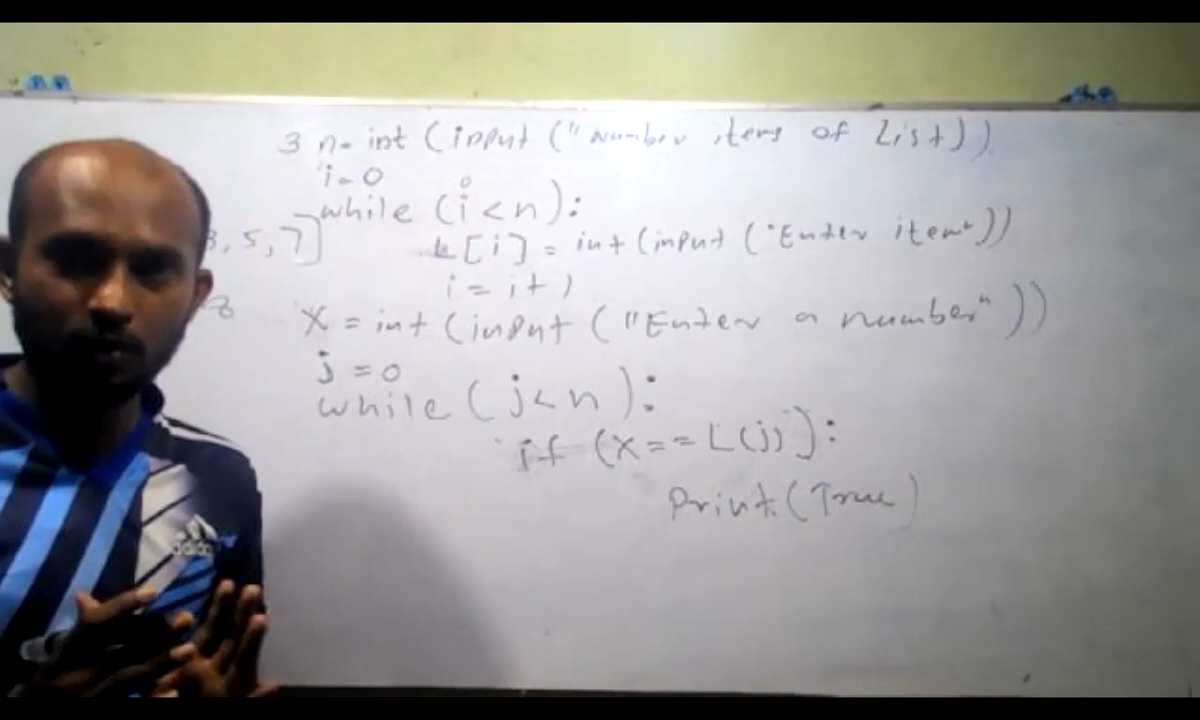 3 n= int (input ("Number items of List))
i=0
while (i<n):
3, 5, 7]
L[i] = int (input ("Enter item"))
i = i+1
X = int (input ("Enter a number"))
j = 0
while (j<n):
if (X==L(j)]:
Print (True)
adidas